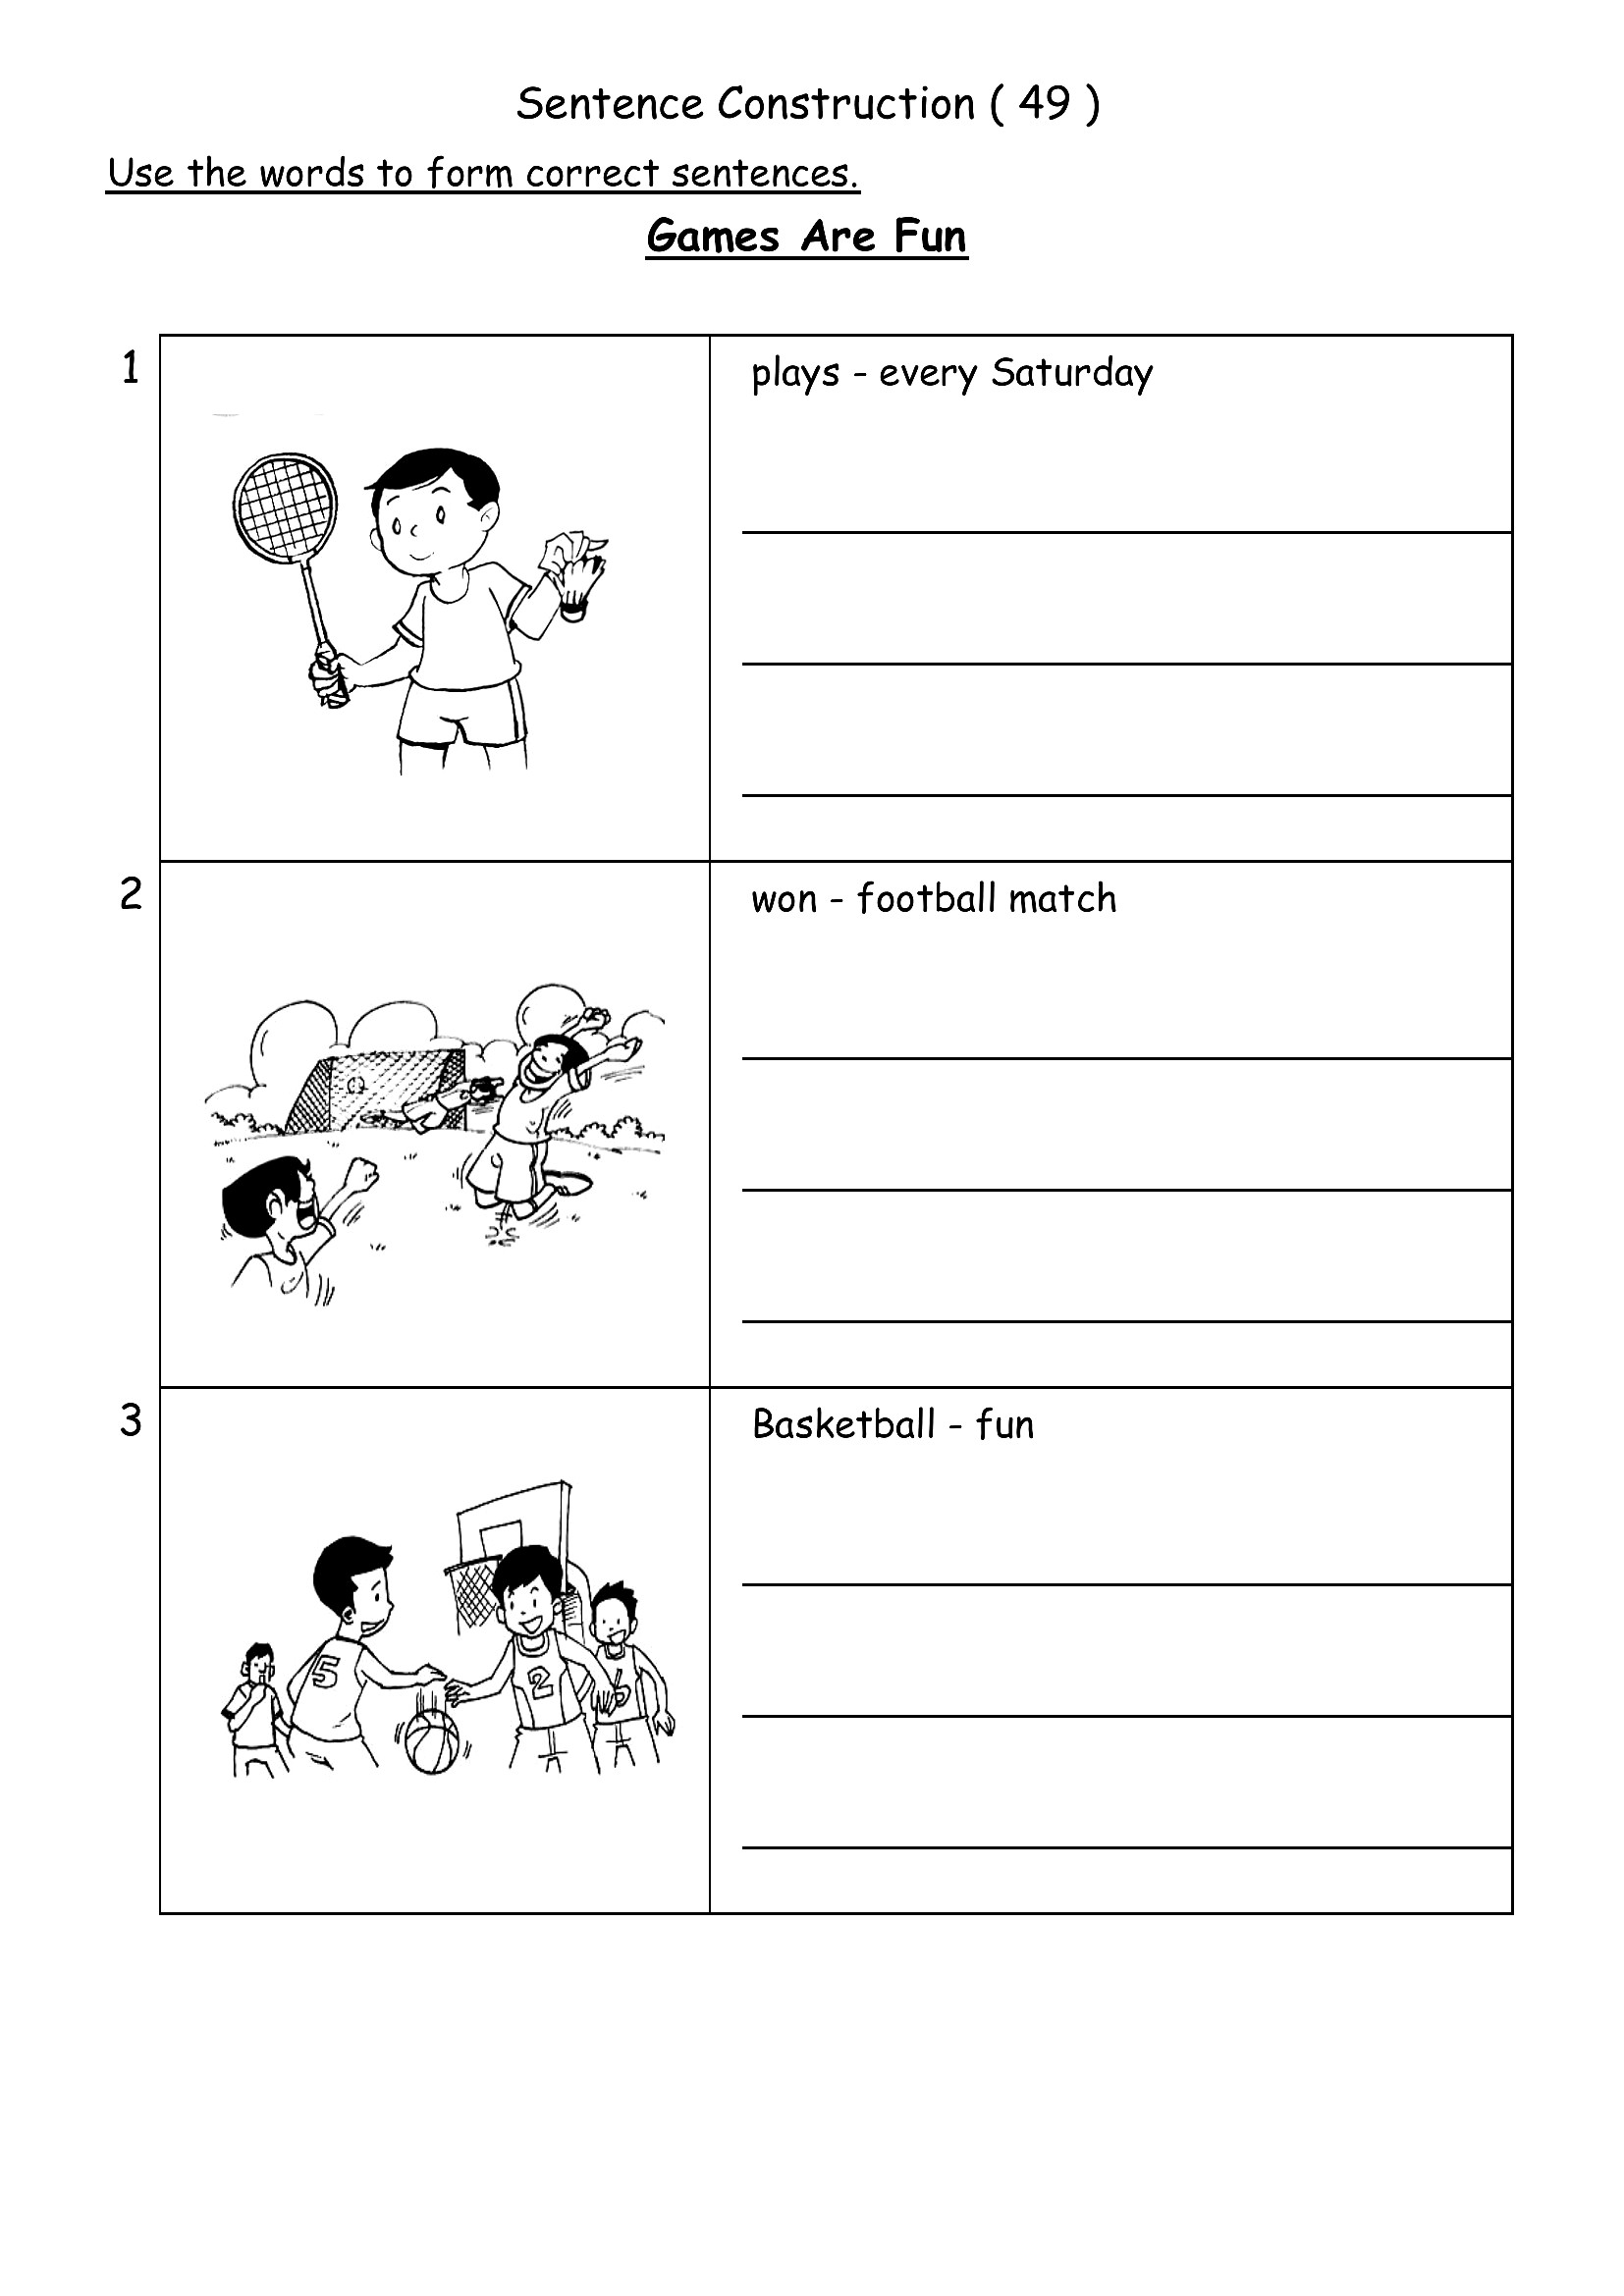 Sentence Construction ( 49 )
Use the words to form correct sentences.
Games Are Fun
1
plays - every Saturday
2
won - football match
3
Basketball - fun
5
2
6